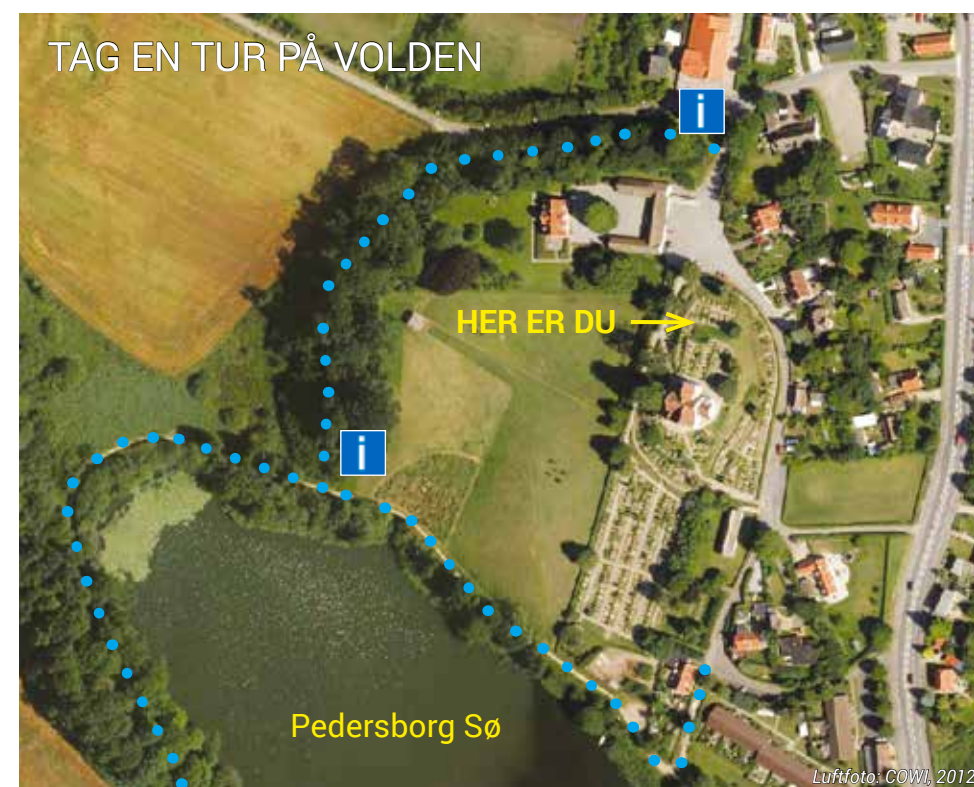 TAG EN TUR PÅ VOLDEN
i
HER ER DU
i
Pedersborg Sø
Luftfoto: COWI, 2012